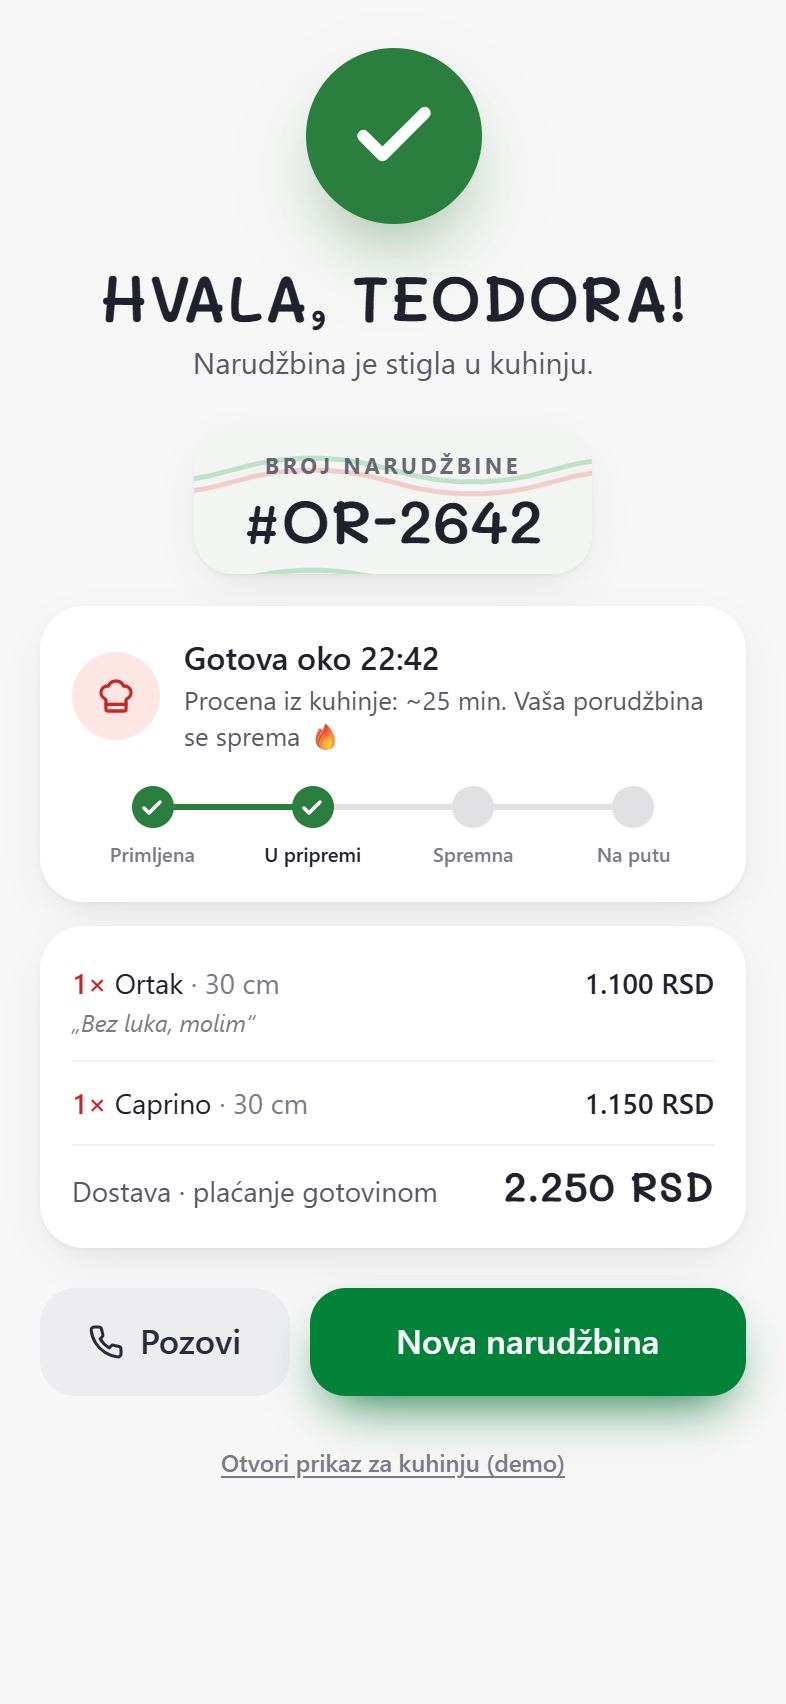 HVALA, TEODORA!
Narudžbina je stigla u kuhinju.
BROJ NARUDŽBINE
#OR-2642
Gotova oko 22:42
Procena iz kuhinje: ~25 min. Vaša porudžbina
se sprema 🔥
Primljena
U pripremi
Spremna
Na putu
1× Ortak · 30 cm
1.100 RSD
„Bez luka, molim“
1× Caprino · 30 cm
1.150 RSD
Dostava · plaćanje gotovinom
2.250 RSD
Pozovi
Nova narudžbina
Otvori prikaz za kuhinju (demo)